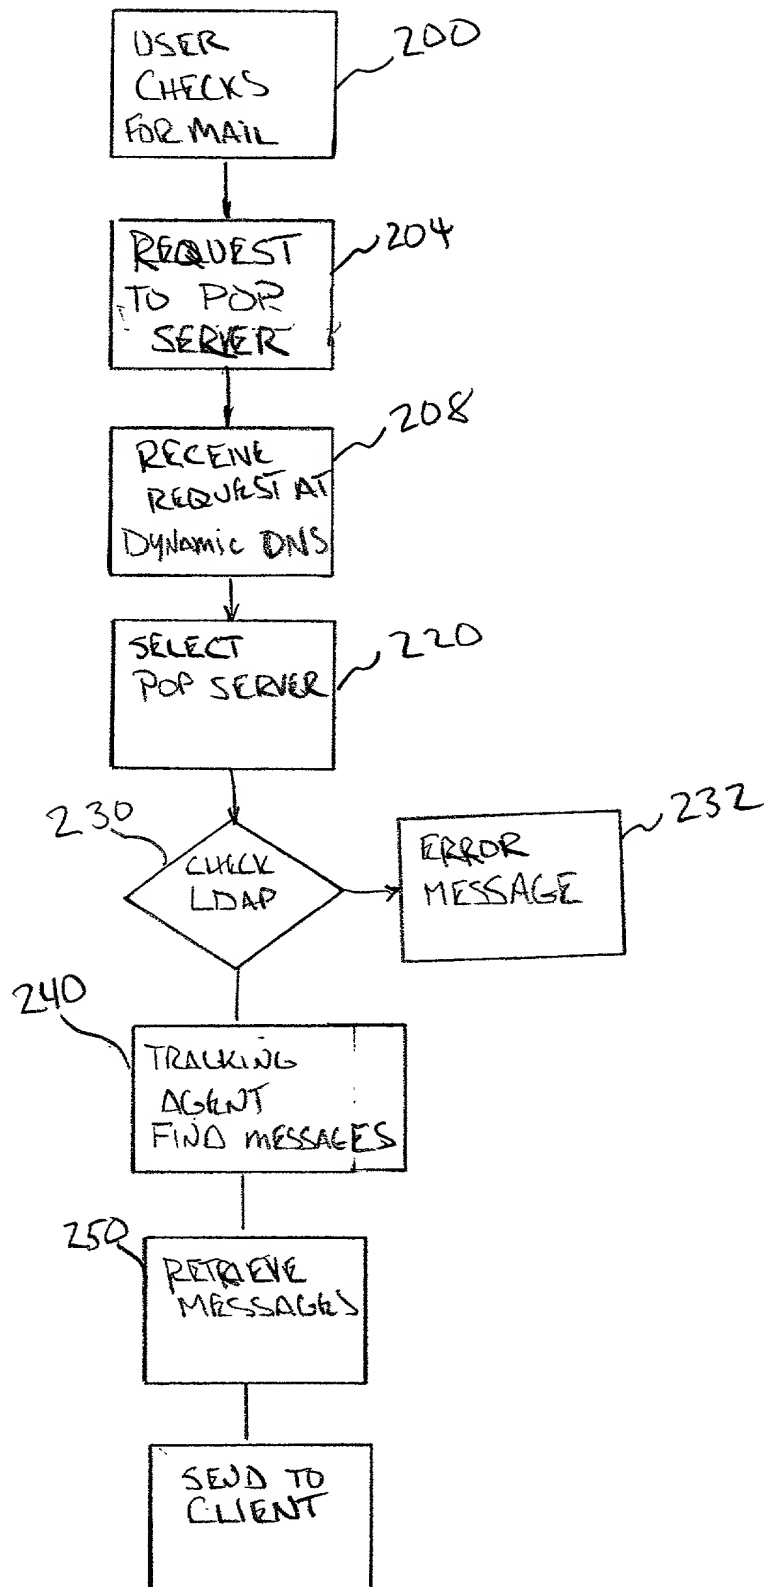 USER
CHECKS
FOR MAIL
200
REQUEST
TO POP
SERVER
204
RECEIVE
REQUEST AT
DYNAMIC DNS
208
SELECT
POP SERVER
220
230
CHECK
LDAP
ERROR
MESSAGE
232
240
TRACKING
AGENT
FIND MESSAGES
250
RETRIEVE
MESSAGES
SEND TO
CLIENT